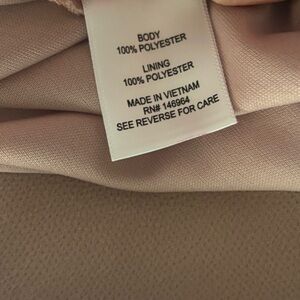 BODY
100% POLYESTER
LINING
100% POLYESTER
MADE IN VIETNAM
RN# 146964
SEE REVERSE FOR CARE